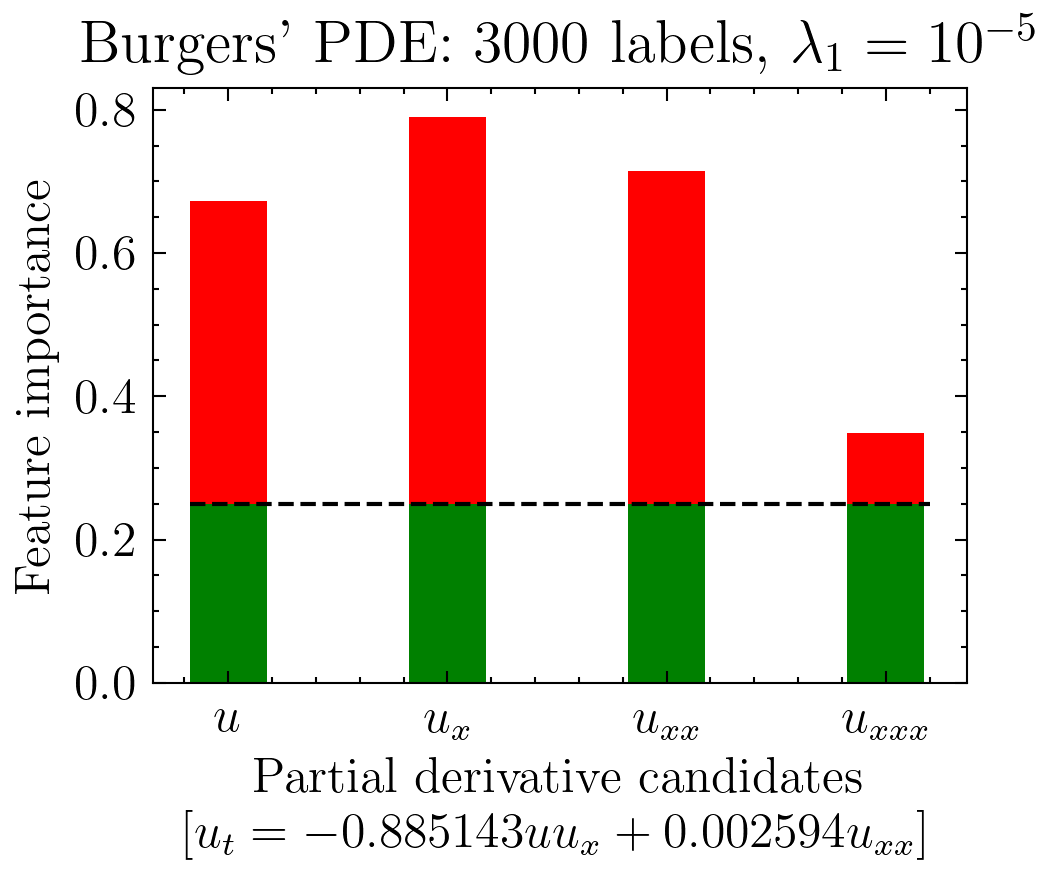 Burgers' PDE: 3000 labels, λ₁ = 10⁻⁵
Feature importance
0.8
0.6
0.4
0.2
0.0
u uₓ uₓₓ uₓₓₓ
Partial derivative candidates
[uₜ = −0.885143uuₓ + 0.002594uₓₓ]